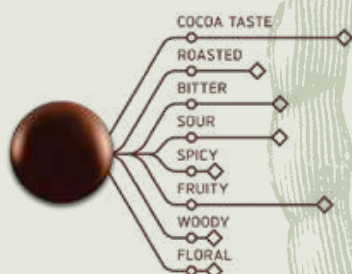 COCOA TASTE
ROASTED
BITTER
SOUR
SPICY
FRUITY
WOODY
FLORAL